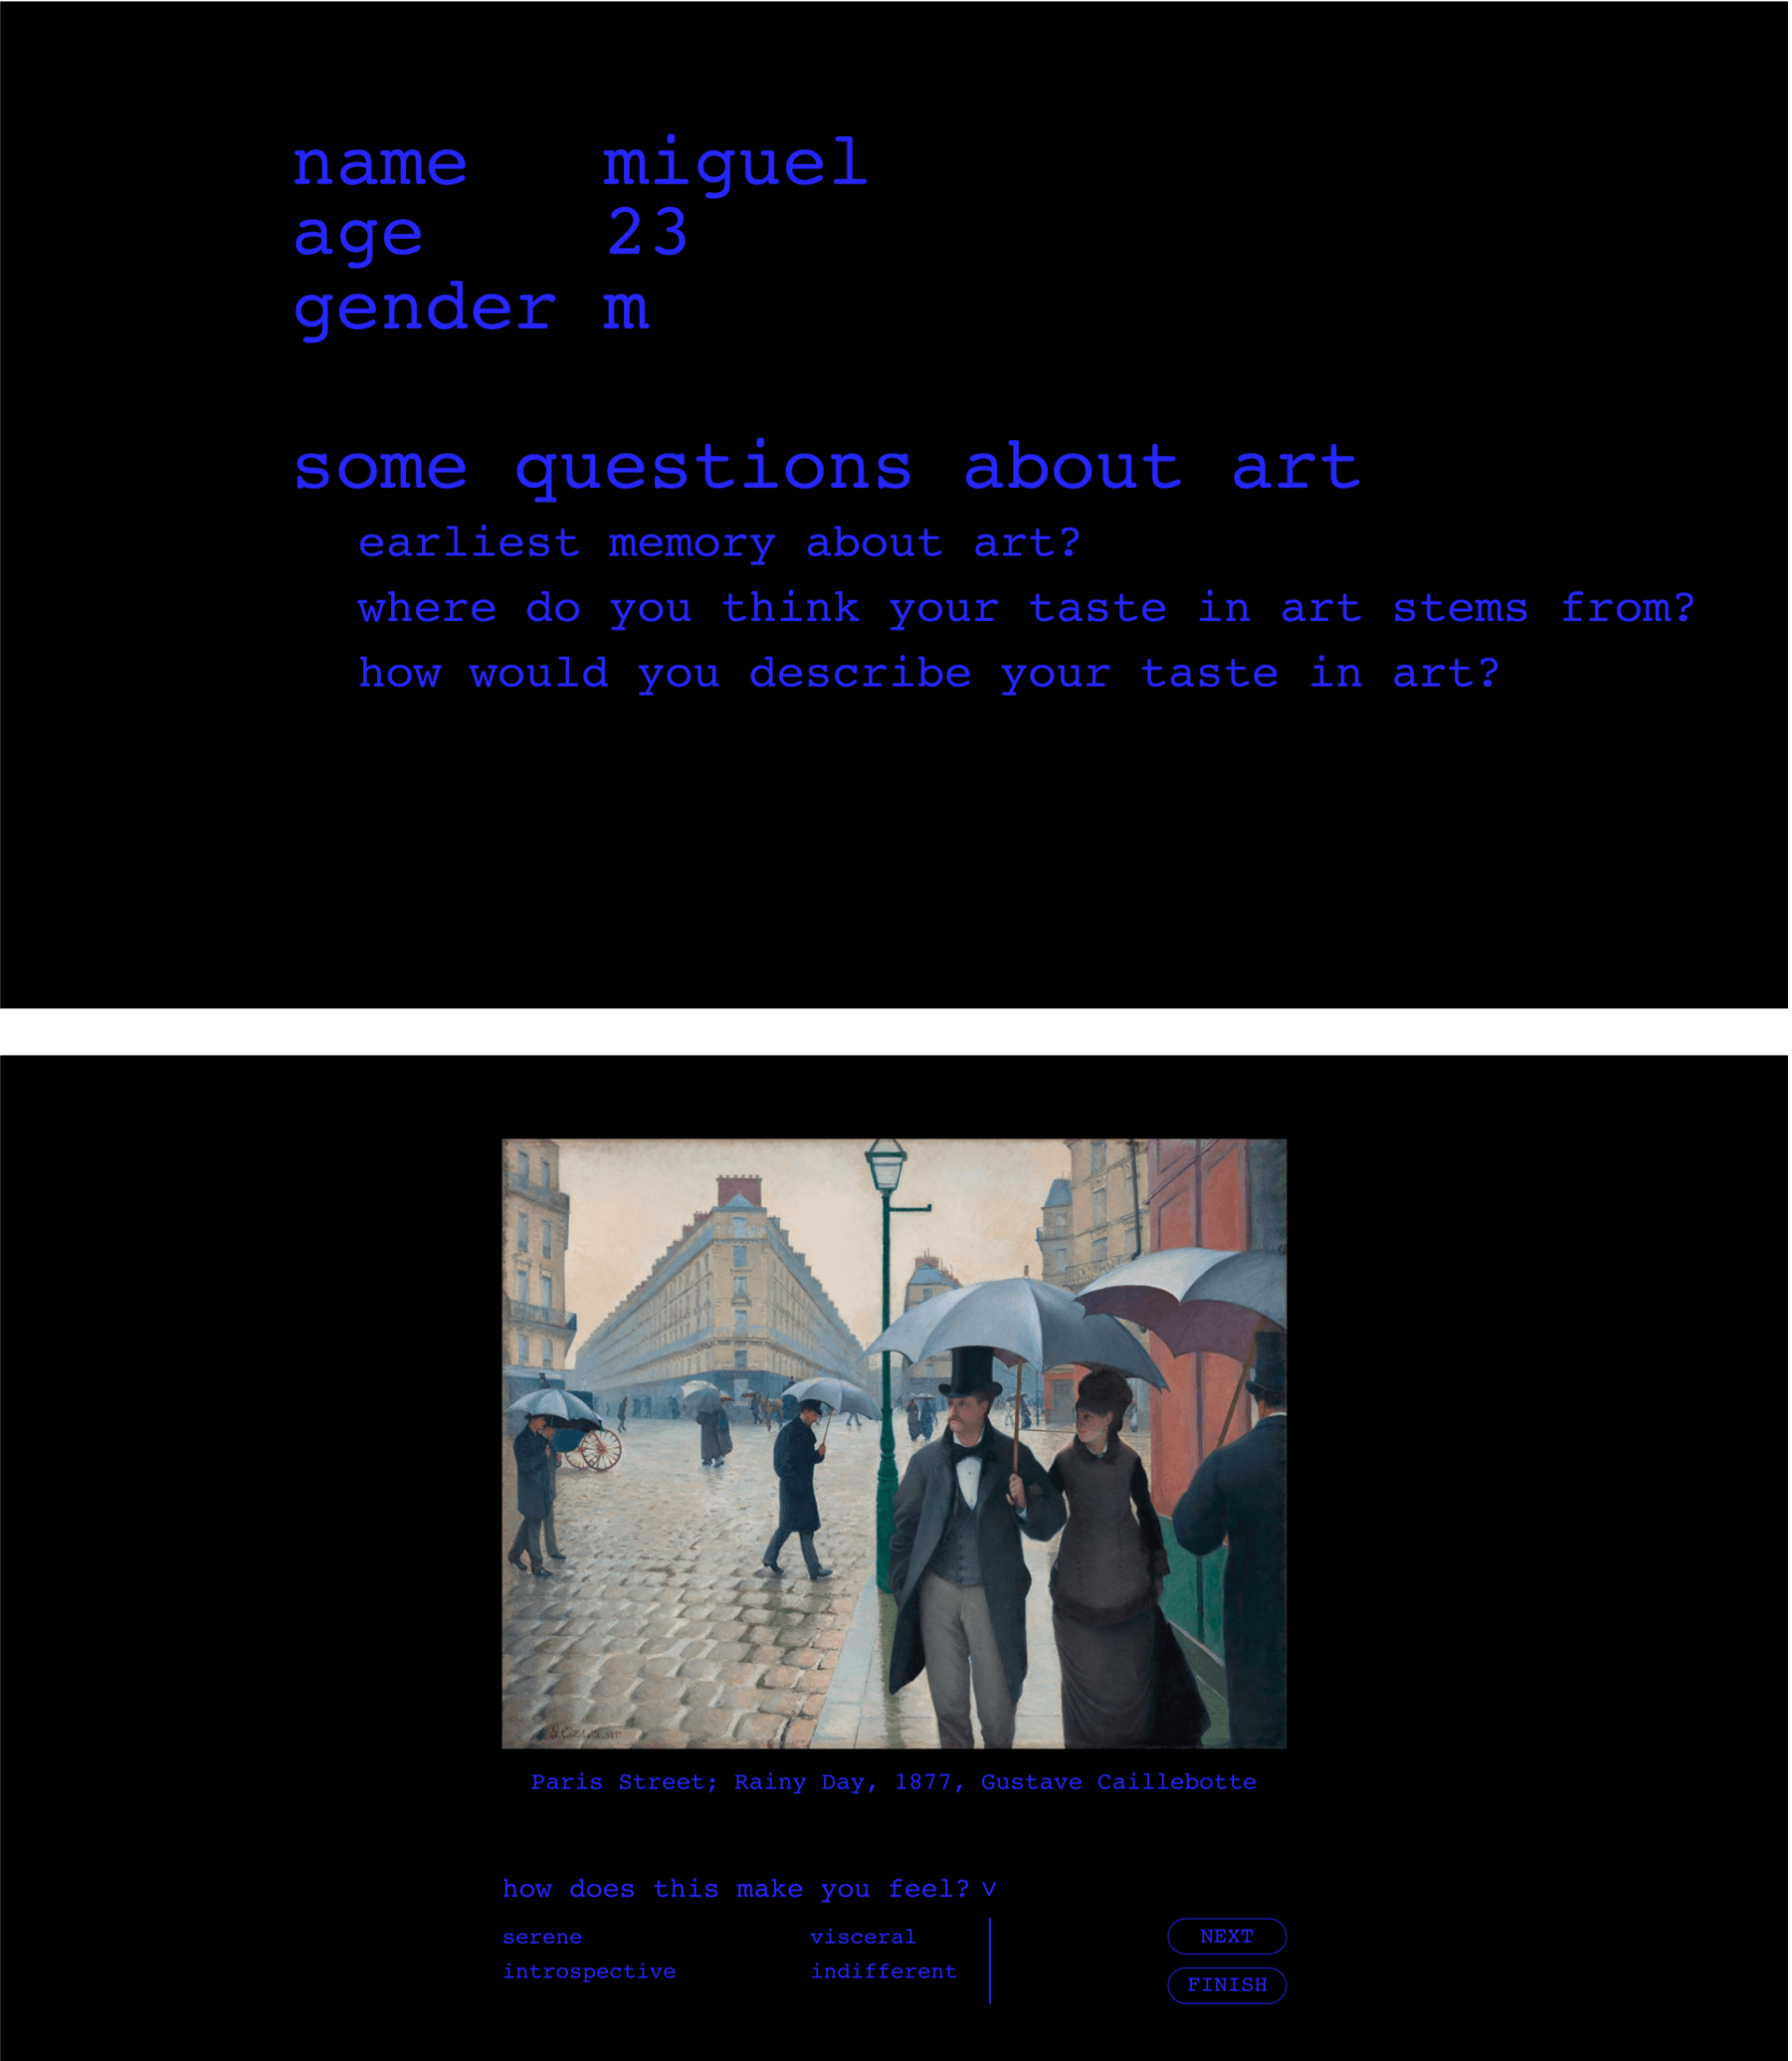 name miguel
age 23
gender m
some questions about art
earliest memory about art?
where do you think your taste in art stems from?
how would you describe your taste in art?
Paris Street; Rainy Day, 1877, Gustave Caillebotte
how does this make you feel? v
serene visceral
introspective indifferent
NEXT
FINISH